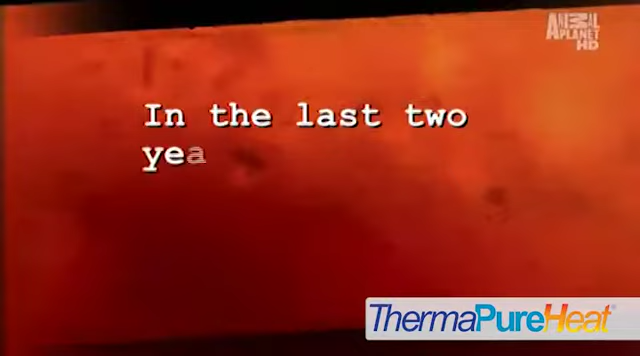 ANIMAL
PLANET
HD
In the last two
yea
ThermaPureHeat®